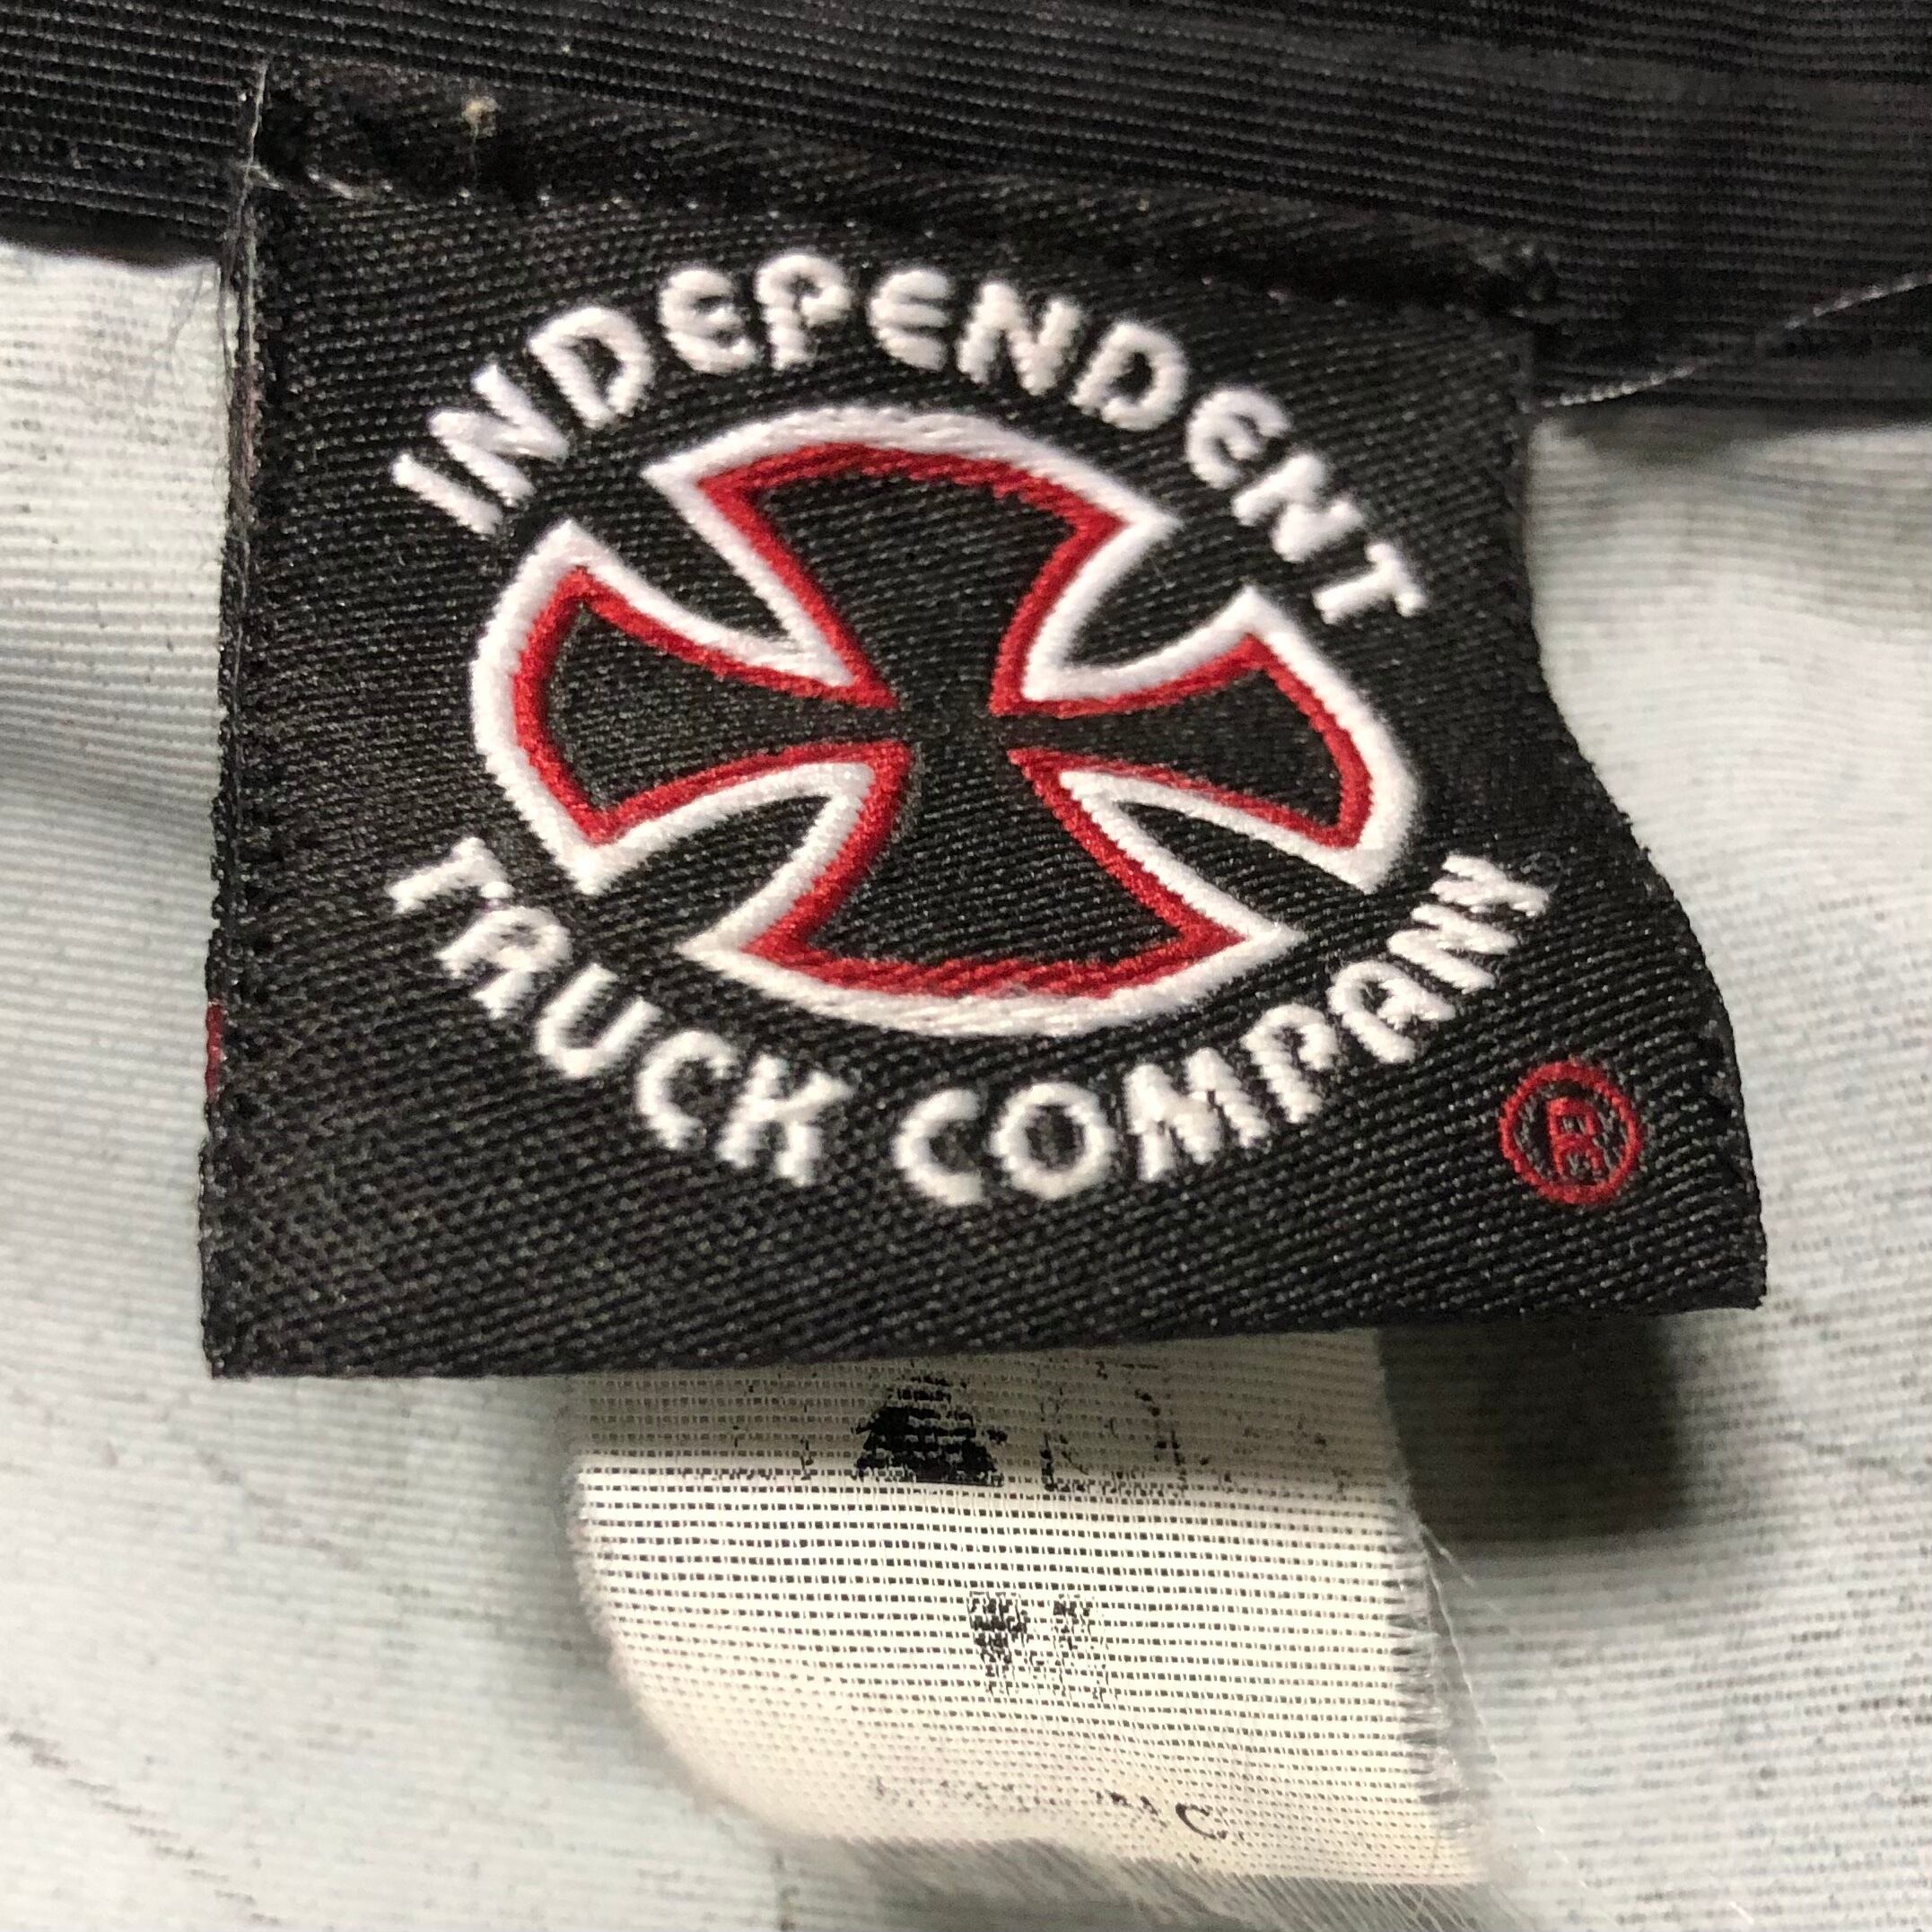 INDEPENDENT
TRUCK COMPANY
®